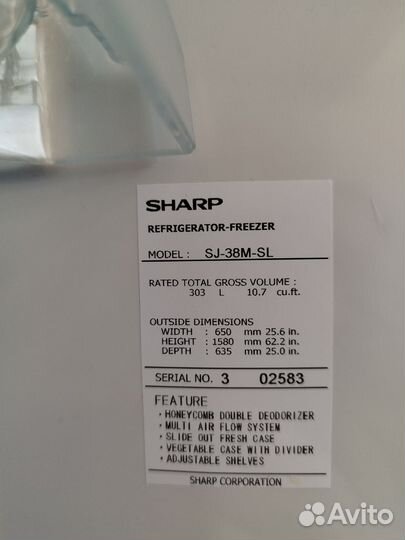 SHARP
REFRIGERATOR-FREEZER
MODEL : SJ-38M-SL
RATED TOTAL GROSS VOLUME :
303 L 10.7 cu.ft.
OUTSIDE DIMENSIONS
WIDTH : 650 mm 25.6 in.
HEIGHT : 1580 mm 62.2 in.
DEPTH : 635 mm 25.0 in.
SERIAL NO. 3 02583
FEATURE
・HONEYCOMB DOUBLE DEODORIZER
・MULTI AIR FLOW SYSTEM
・SLIDE OUT FRESH CASE
・VEGETABLE CASE WITH DIVIDER
・ADJUSTABLE SHELVES
SHARP CORPORATION
Avito